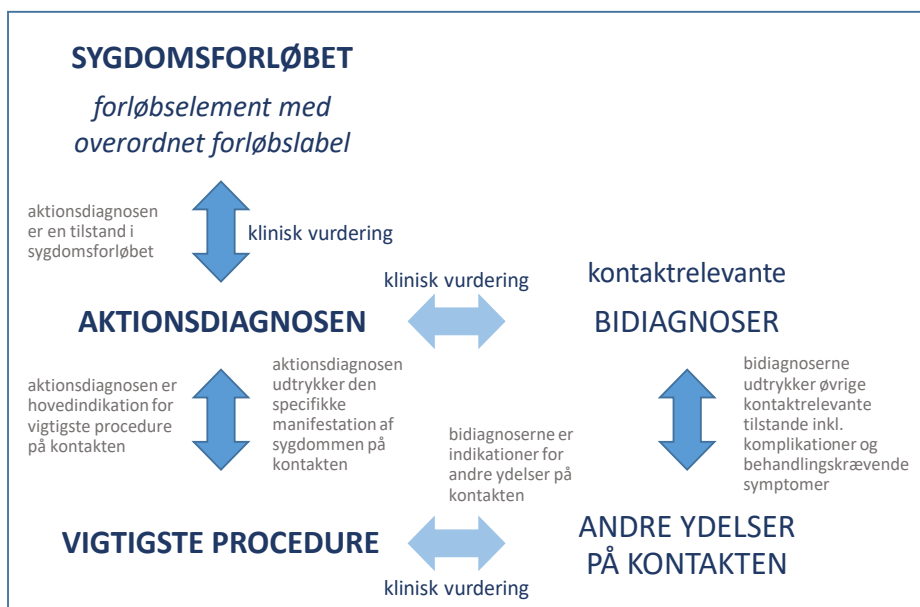 SYGDOMSFORLØBET
forløbselement med
overordnet forløbslabel
aktionsdiagnosen
er en tilstand i
sygdomsforløbet
klinisk vurdering
klinisk vurdering
kontaktrelevante
AKTIONSDIAGNOSEN
BIDIAGNOSER
aktionsdiagnosen er
hovedindikation for
vigtigste procedure
på kontakten
aktionsdiagnosen
udtrykker den
specifikke
manifestation af
sygdommen på
kontakten
bidiagnoserne er
indikationer for
andre ydelser på
kontakten
bidiagnoserne
udtrykker øvrige
kontaktrelevante
tilstande inkl.
komplikationer og
behandlingskrævende
symptomer
VIGTIGSTE PROCEDURE
ANDRE YDELSER
PÅ KONTAKTEN
klinisk vurdering